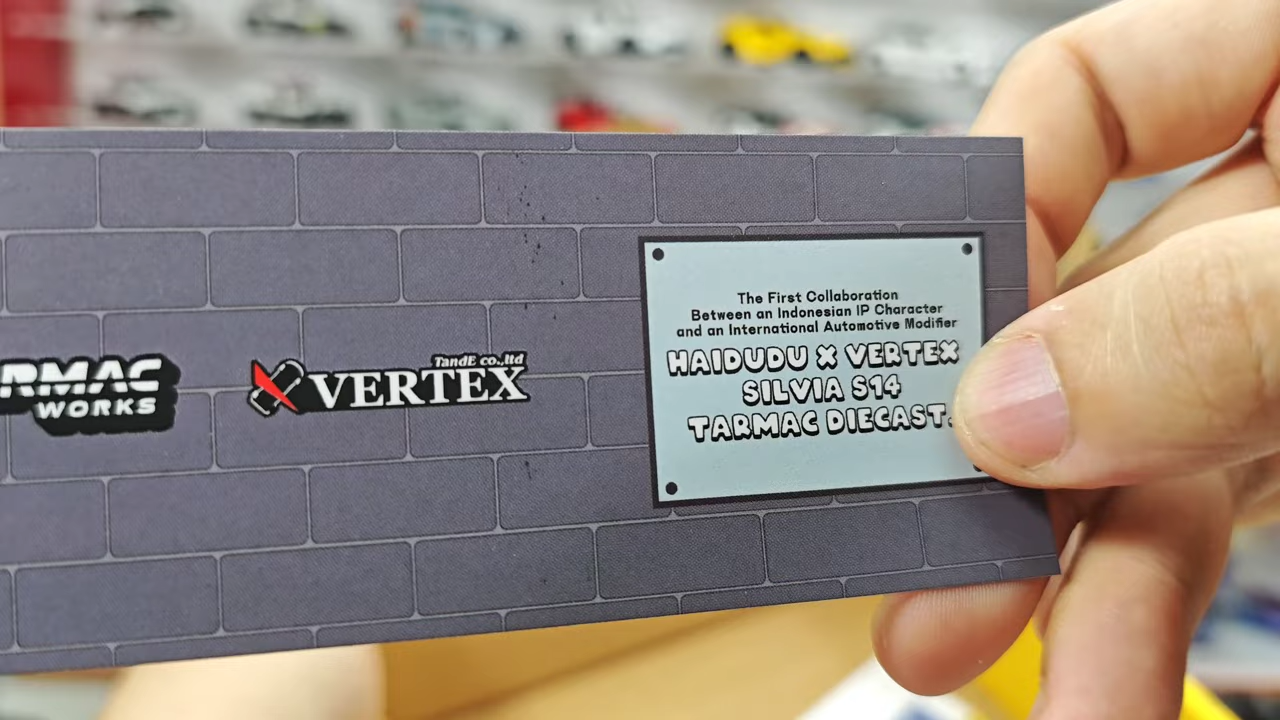 RMAC
WORKS
TandE co.,ltd
VERTEX
The First Collaboration
Between an Indonesian IP Character
and an International Automotive Modifier
HAIDUDU X VERTEX
SILVIA S14
TARMAC DIECAST.